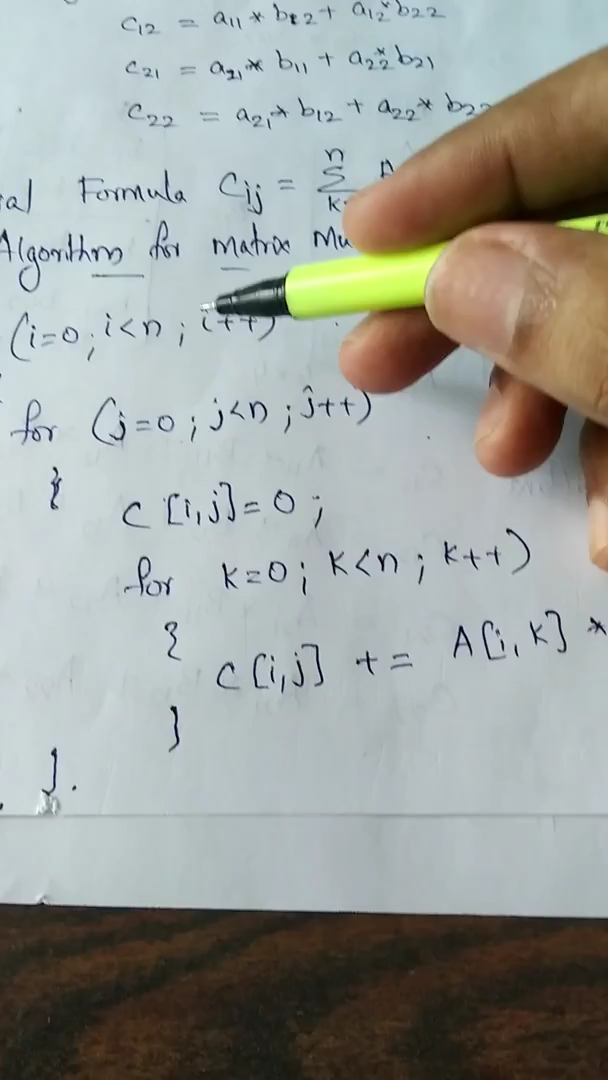 C12 = a11 * b12 + a12* b22
C21 = a21* b11 + a22* b21
C22 = a21* b12 + a22* b22
Formula Cij = n Σ
Algorithm for matrix Mu
(i=0; i<n; i++)
for (j=0; j<n; j++)
{ C[i,j]=0;
for k=0; k<n; k++)
{
C[i,j] += A[i,k] *
}
}.